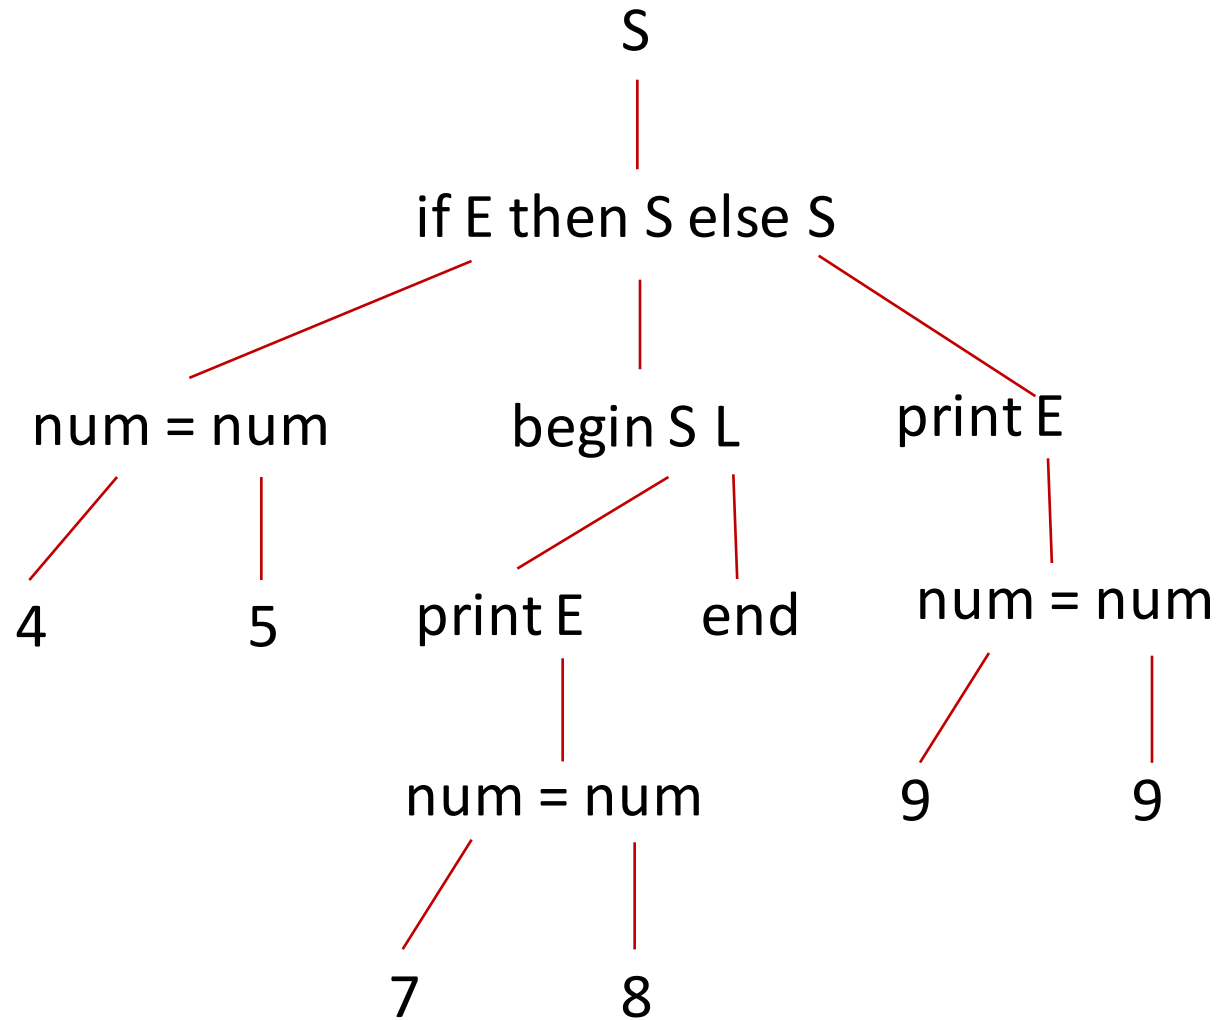 S
if E then S else S
num = num
begin S L
print E
4
5
print E
end
num = num
num = num
9
9
7
8